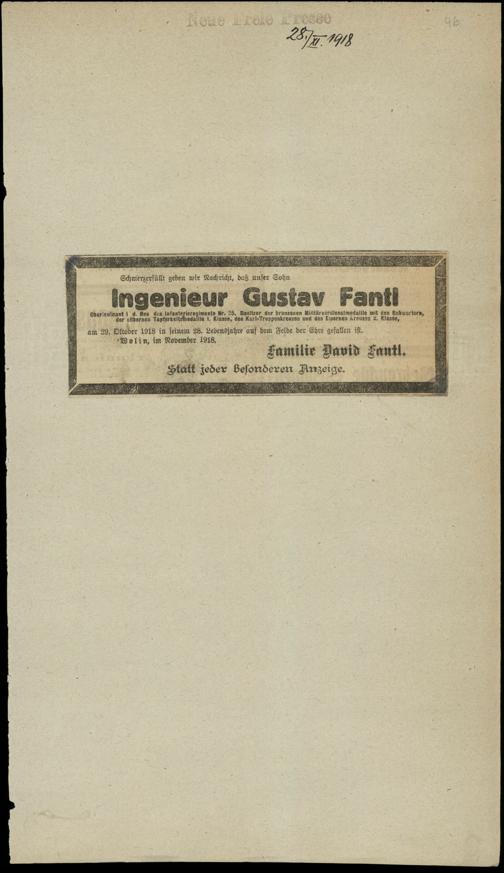 Neue Freie Presse
96
28./XI. 1918
Schmerzerfüllt geben wir Nachricht, daß unser Sohn
Ingenieur Gustav Fantl
Oberleutnant i. d. Res. des Infanterieregiments Nr. 75, Besitzer der bronzenen Militärverdienstmedaille mit den Schwertern,
der silbernen Tapferkeitsmedaille 1. Klasse, des Karl-Truppenkreuzes und des Eisernen Kreuzes 2. Klasse,
am 29. Oktober 1918 in seinem 28. Lebensjahre auf dem Felde der Ehre gefallen ist.
Wolin, im November 1918.
Familie David Fantl.
Statt jeder besonderen Anzeige.